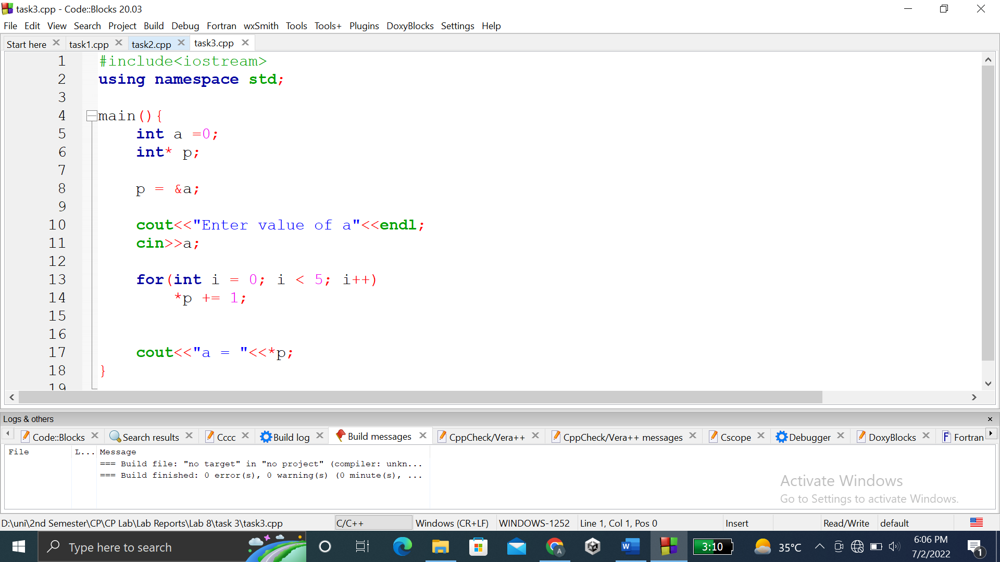 task3.cpp - Code::Blocks 20.03
File Edit View Search Project Build Debug Fortran wxSmith Tools Tools+ Plugins DoxyBlocks Settings Help
Start here task1.cpp task2.cpp task3.cpp
1 #include<iostream>
2 using namespace std;
3
4 main(){
5 int a =0;
6 int* p;
7
8 p = &a;
9
10 cout<<"Enter value of a"<<endl;
11 cin>>a;
12
13 for(int i = 0; i < 5; i++)
14 *p += 1;
15
16
17 cout<<"a = "<<*p;
18 }
19
Logs & others
Code::Blocks Search results Cccc Build log Build messages CppCheck/Vera++ CppCheck/Vera++ messages Cscope Debugger DoxyBlocks Fortran
File L... Message
=== Build file: "no target" in "no project" (compiler: unkn...
=== Build finished: 0 error(s), 0 warning(s) (0 minute(s), ...
Activate Windows
Go to Settings to activate Windows.
D:\uni\2nd Semester\CP\CP Lab\Lab Reports\Lab 8\task 3\task3.cpp C/C++ Windows (CR+LF) WINDOWS-1252 Line 1, Col 1, Pos 0 Insert Read/Write default
Type here to search 3:10 35°C 6:06 PM
7/2/2022 1